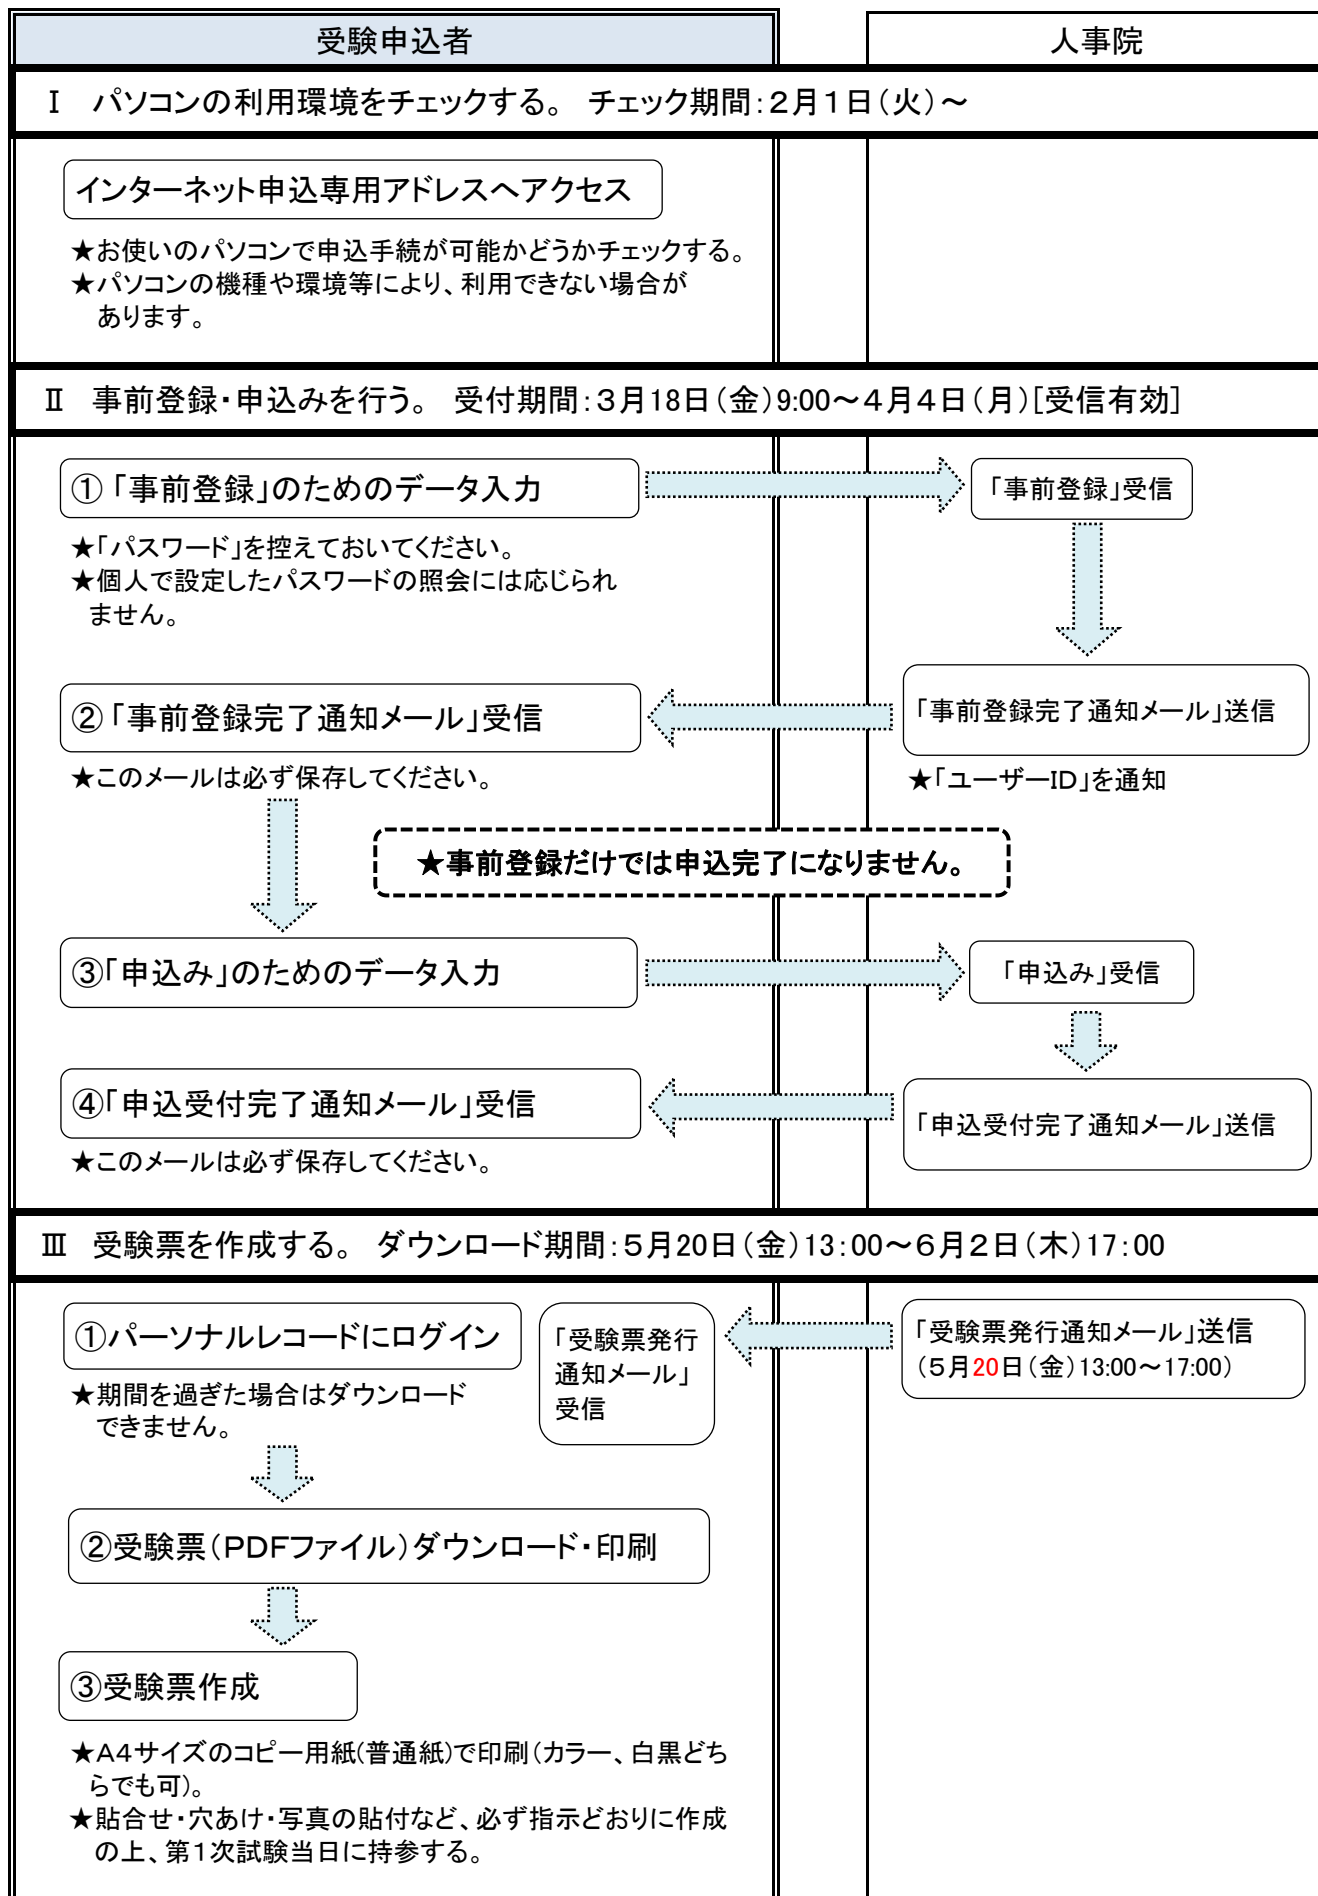 受験申込者
人事院
Ⅰ　パソコンの利用環境をチェックする。　チェック期間：２月１日（火）～
インターネット申込専用アドレスへアクセス
★お使いのパソコンで申込手続が可能かどうかチェックする。
★パソコンの機種や環境等により、利用できない場合が
あります。
Ⅱ　事前登録・申込みを行う。　受付期間：３月18日（金）9:00～４月４日（月）[受信有効]
①「事前登録」のためのデータ入力
「事前登録」受信
★「パスワード」を控えておいてください。
★個人で設定したパスワードの照会には応じられ
ません。
②「事前登録完了通知メール」受信
「事前登録完了通知メール」送信
★このメールは必ず保存してください。
★「ユーザーID」を通知
★事前登録だけでは申込完了になりません。
③「申込み」のためのデータ入力
「申込み」受信
④「申込受付完了通知メール」受信
「申込受付完了通知メール」送信
★このメールは必ず保存してください。
Ⅲ　受験票を作成する。　ダウンロード期間：５月20日（金）13：00～６月２日（木）17：00
①パーソナルレコードにログイン
★期間を過ぎた場合はダウンロード
できません。
「受験票発行
通知メール」
受信
「受験票発行通知メール」送信
（５月20日（金）13:00～17:00）
②受験票（ＰＤＦファイル）ダウンロード・印刷
③受験票作成
★Ａ４サイズのコピー用紙(普通紙)で印刷（カラー、白黒どち
らでも可）。
★貼合せ・穴あけ・写真の貼付など、必ず指示どおりに作成
の上、第１次試験当日に持参する。